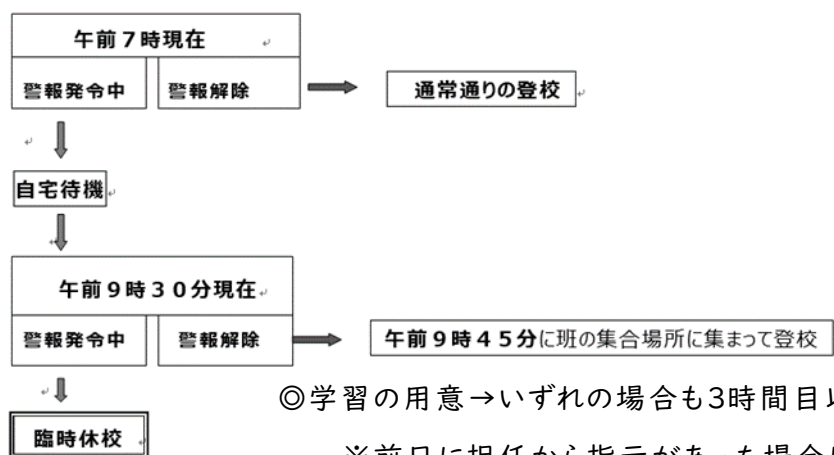 午前７時現在
警報発令中 警報解除
通常通りの登校
自宅待機
午前９時３０分現在
警報発令中 警報解除
午前９時４５分に班の集合場所に集まって登校
◎学習の用意→いずれの場合も3時間目
臨時休校
※前日に担任から指示があった場合